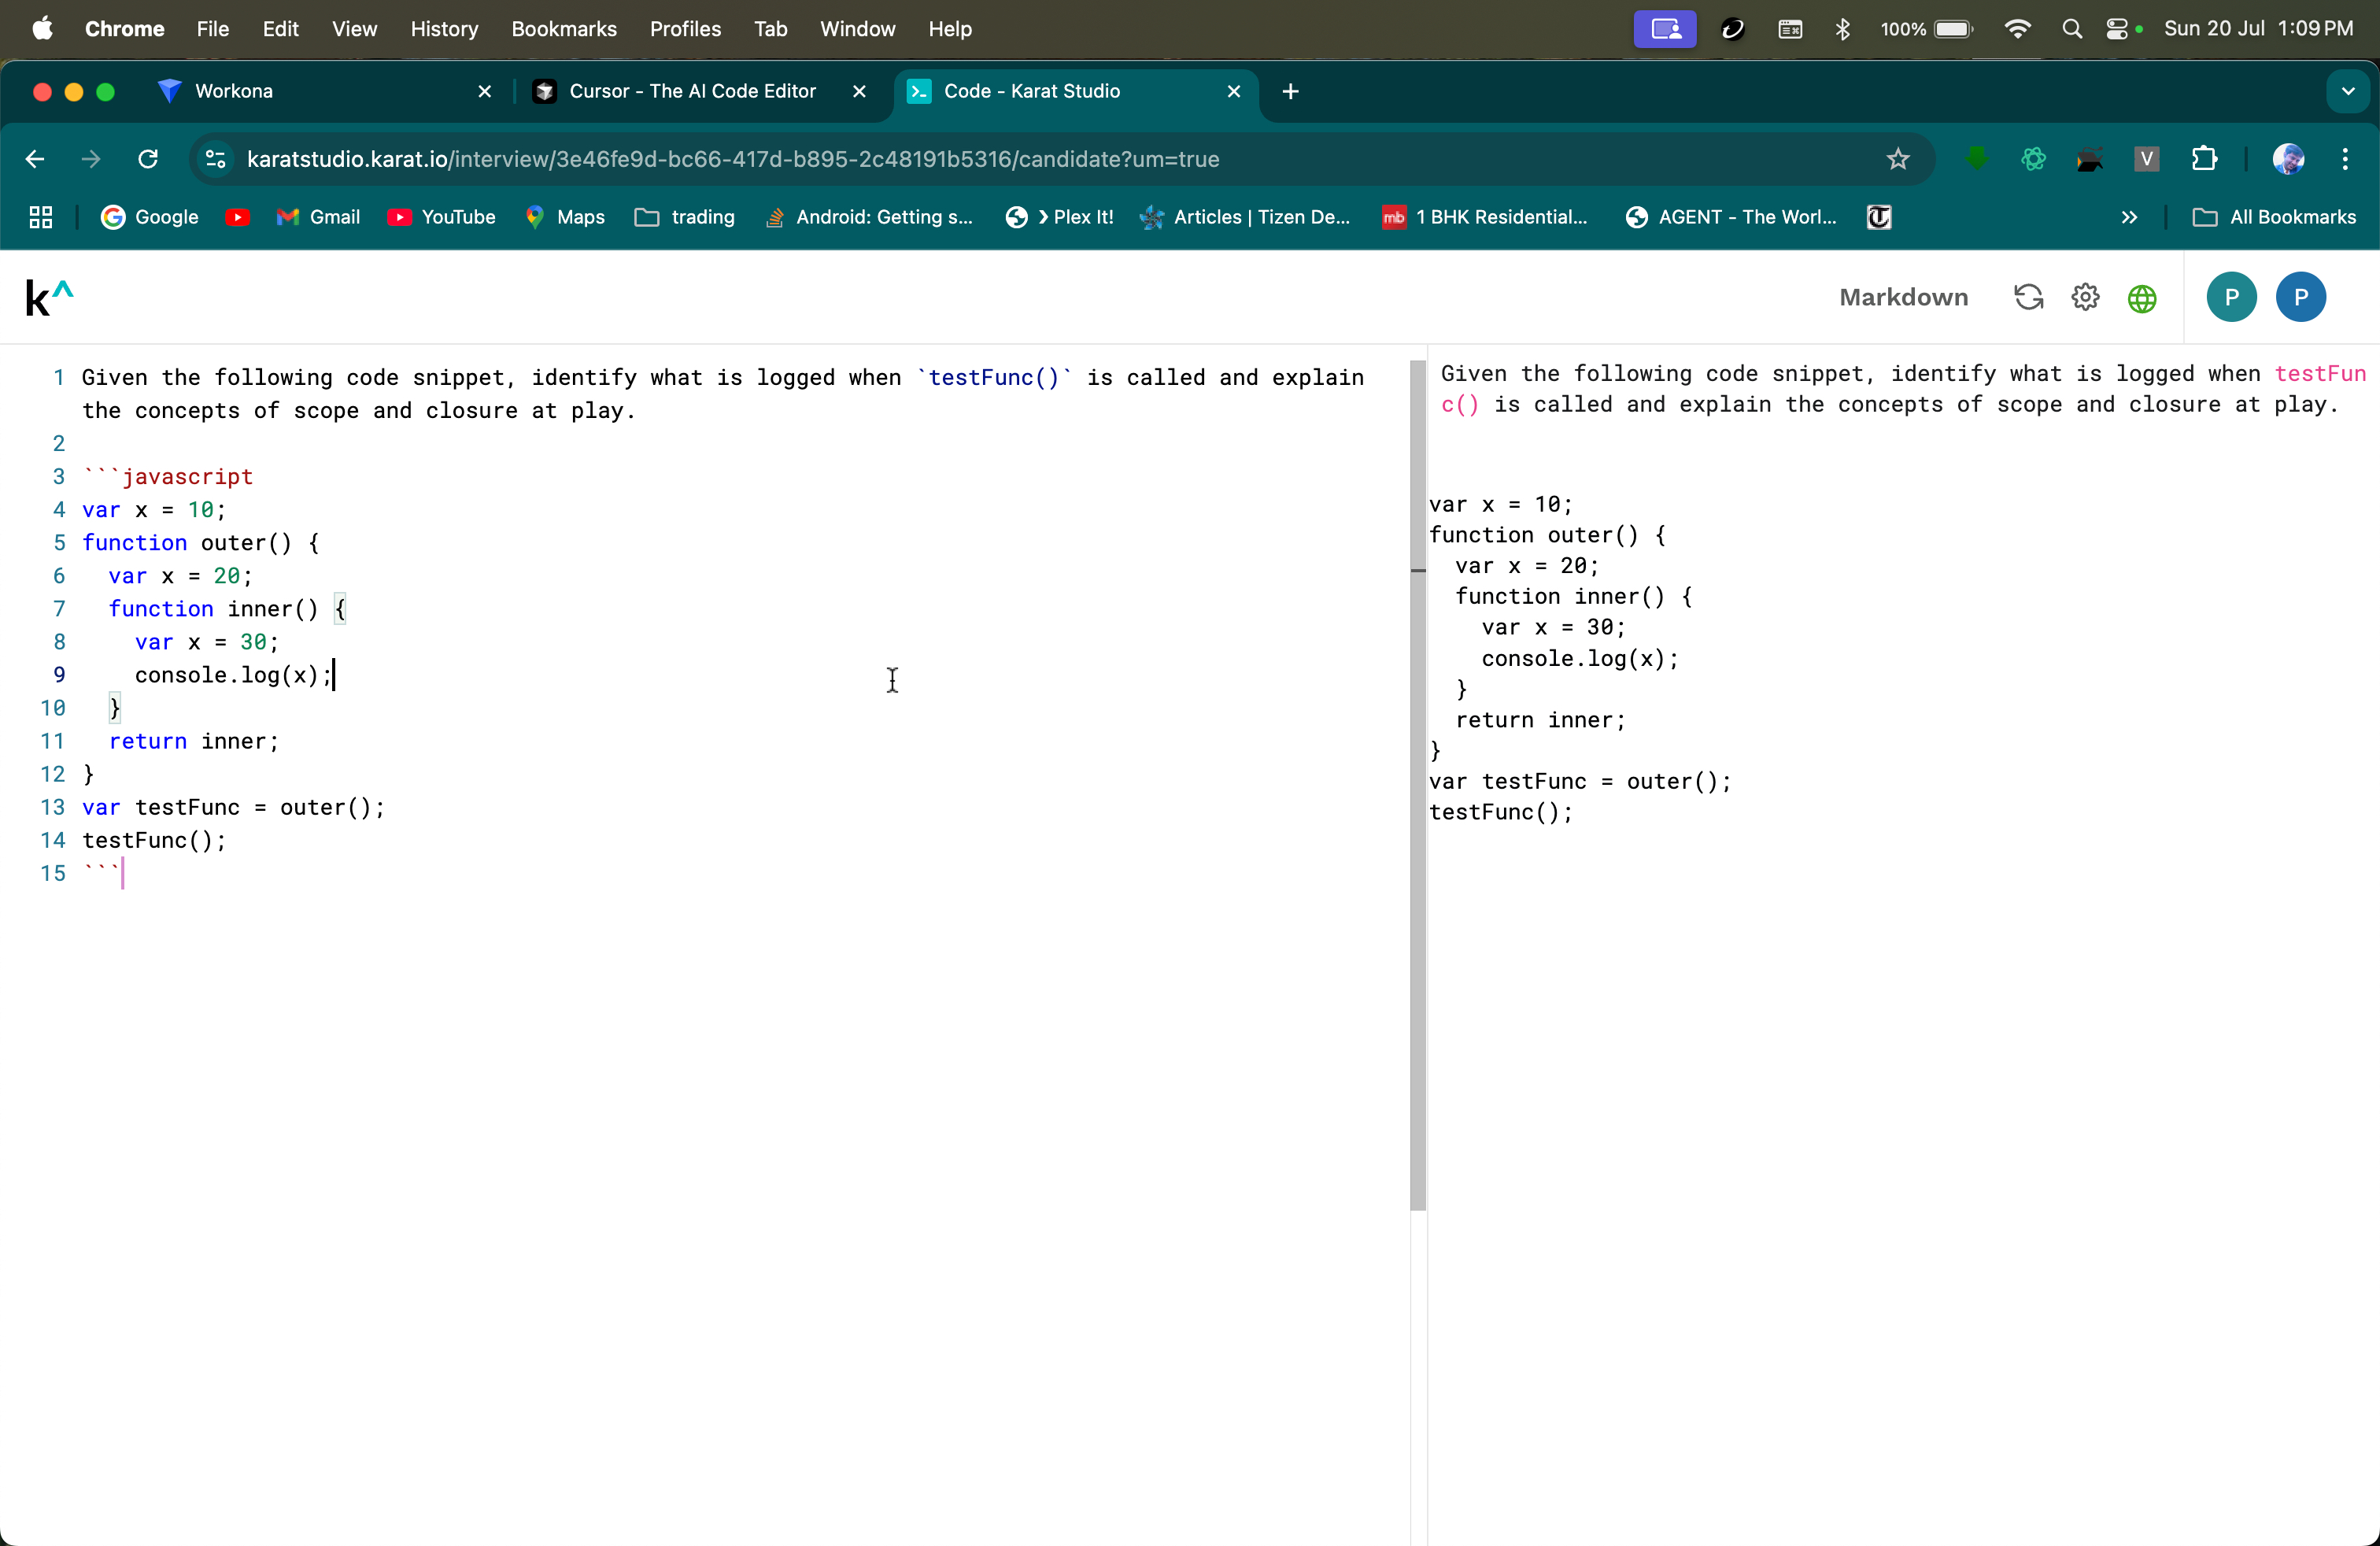 Chrome File Edit View History Bookmarks Profiles Tab Window Help 100% Sun 20 Jul 1:09 PM
Workona Cursor - The AI Code Editor Code - Karat Studio
karatstudio.karat.io/interview/3e46fe9d-bc66-417d-b895-2c48191b5316/candidate?um=true V
Google Gmail YouTube Maps trading Android: Getting s... › Plex It! Articles | Tizen De... mb 1 BHK Residential... AGENT - The Worl... » All Bookmarks
k^ Markdown P P
1 Given the following code snippet, identify what is logged when `testFunc()` is called and explain
the concepts of scope and closure at play.
2
3 ```javascript
4 var x = 10;
5 function outer() {
6   var x = 20;
7   function inner() {
8     var x = 30;
9     console.log(x);
10   }
11   return inner;
12 }
13 var testFunc = outer();
14 testFunc();
15 ```
Given the following code snippet, identify what is logged when testFun
c() is called and explain the concepts of scope and closure at play.
var x = 10;
function outer() {
  var x = 20;
  function inner() {
    var x = 30;
    console.log(x);
  }
  return inner;
}
var testFunc = outer();
testFunc();